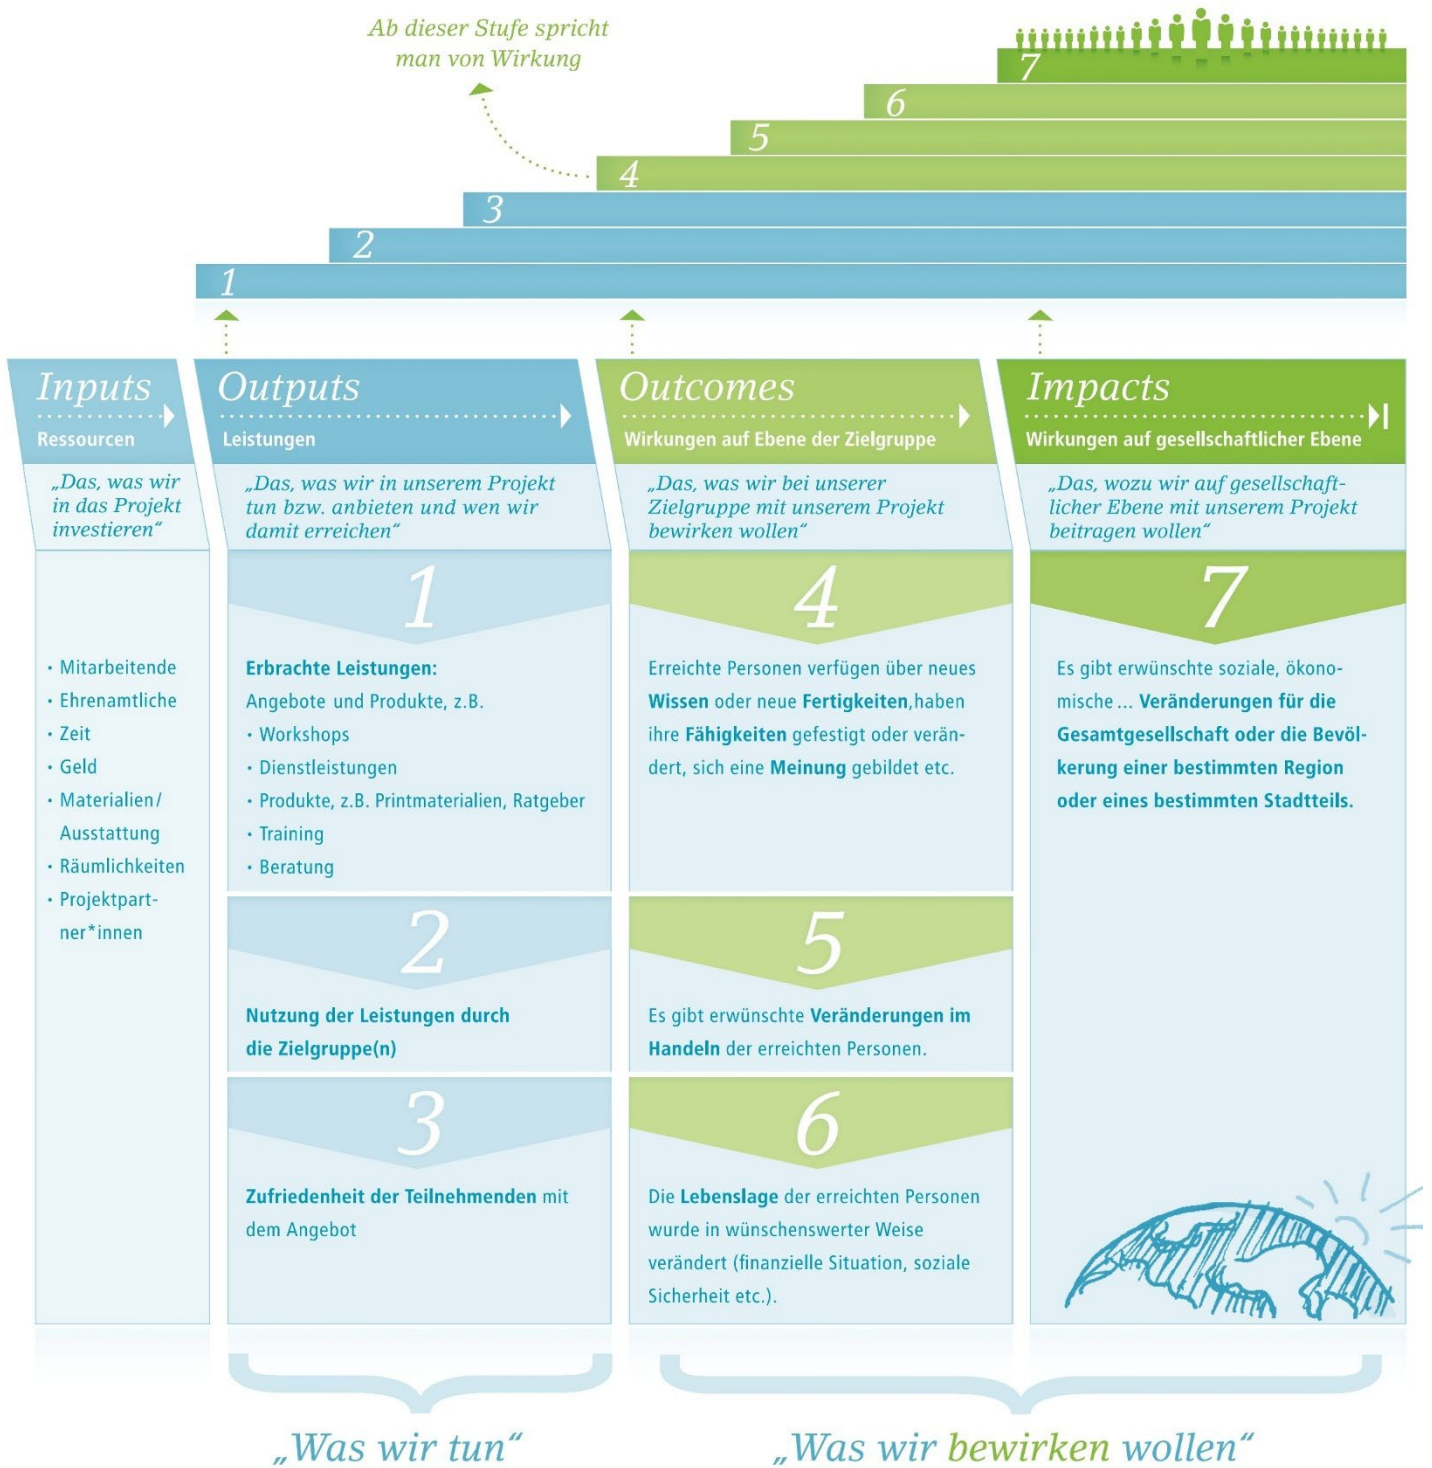 Ab dieser Stufe spricht
man von Wirkung
7
6
5
4
3
2
1
Inputs
Ressourcen
„Das, was wir
in das Projekt
investieren“
• Mitarbeitende
• Ehrenamtliche
• Zeit
• Geld
• Materialien/
Ausstattung
• Räumlichkeiten
• Projektpart-
ner*innen
Outputs
Leistungen
„Das, was wir in unserem Projekt
tun bzw. anbieten und wen wir
damit erreichen“
1
Erbrachte Leistungen:
Angebote und Produkte, z.B.
• Workshops
• Dienstleistungen
• Produkte, z.B. Printmaterialien, Ratgeber
• Training
• Beratung
2
Nutzung der Leistungen durch
die Zielgruppe(n)
3
Zufriedenheit der Teilnehmenden mit
dem Angebot
Outcomes
Wirkungen auf Ebene der Zielgruppe
„Das, was wir bei unserer
Zielgruppe mit unserem Projekt
bewirken wollen“
4
Erreichte Personen verfügen über neues
Wissen oder neue Fertigkeiten,haben
ihre Fähigkeiten gefestigt oder verän-
dert, sich eine Meinung gebildet etc.
5
Es gibt erwünschte Veränderungen im
Handeln der erreichten Personen.
6
Die Lebenslage der erreichten Personen
wurde in wünschenswerter Weise
verändert (finanzielle Situation, soziale
Sicherheit etc.).
Impacts
Wirkungen auf gesellschaftlicher Ebene
„Das, wozu wir auf gesellschaft-
licher Ebene mit unserem Projekt
beitragen wollen“
7
Es gibt erwünschte soziale, ökono-
mische ... Veränderungen für die
Gesamtgesellschaft oder die Bevöl-
kerung einer bestimmten Region
oder eines bestimmten Stadtteils.
„Was wir tun“
„Was wir bewirken wollen“